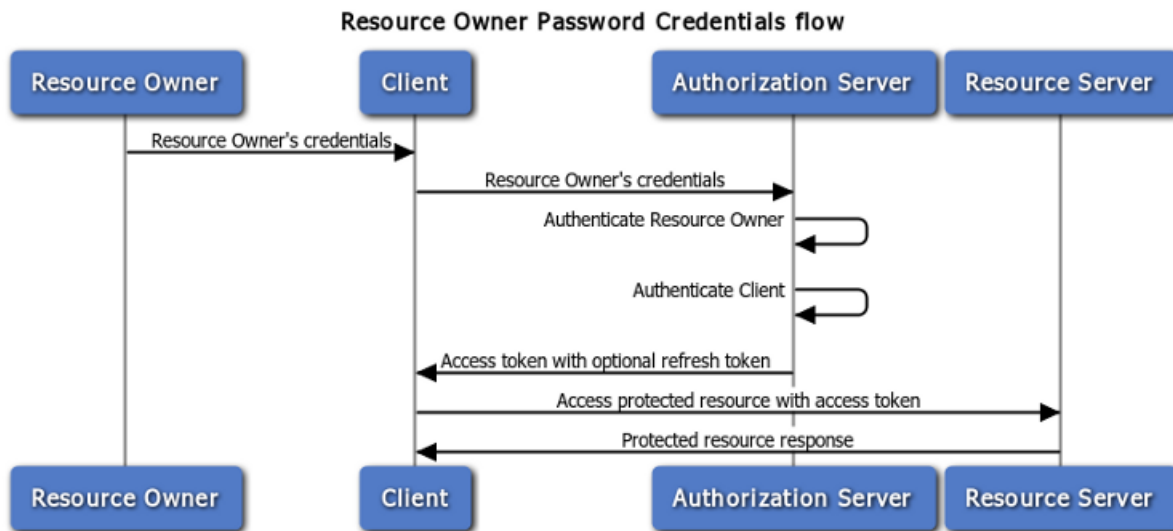 Resource Owner Password Credentials flow
Resource Owner
Client
Authorization Server
Resource Server
Resource Owner's credentials
Resource Owner's credentials
Authenticate Resource Owner
Authenticate Client
Access token with optional refresh token
Access protected resource with access token
Protected resource response
Resource Owner
Client
Authorization Server
Resource Server